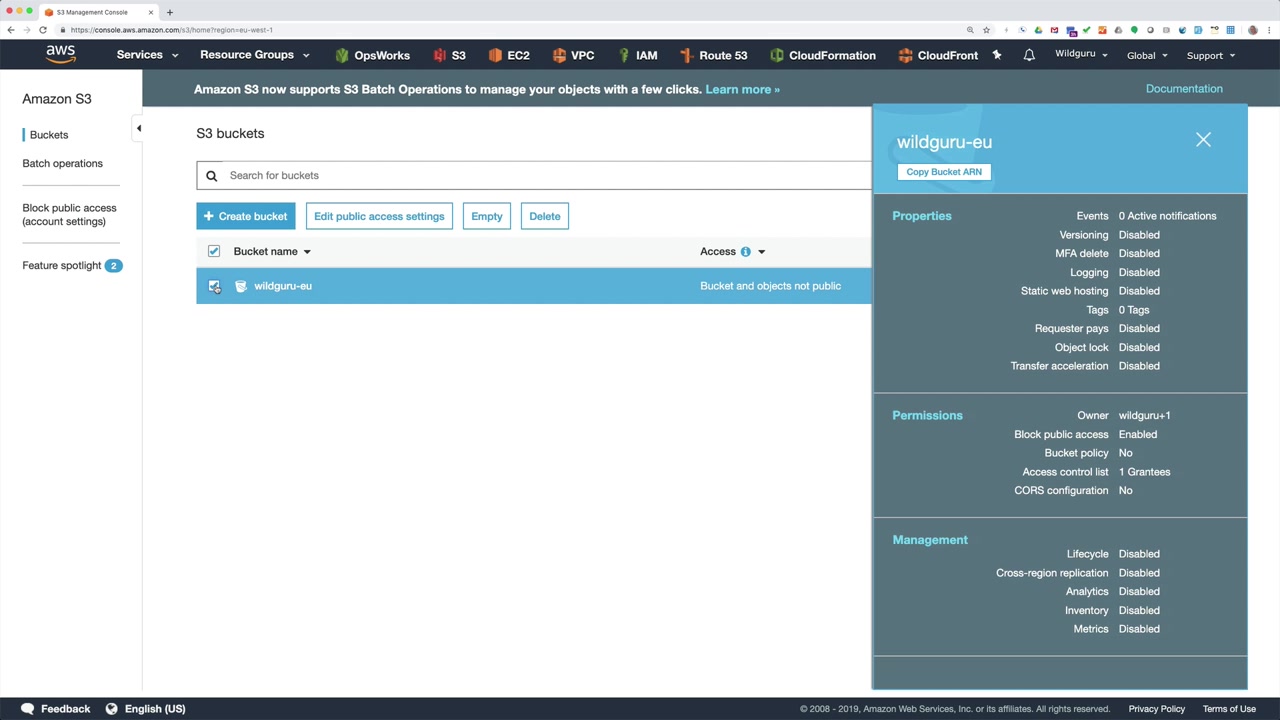 S3 Management Console
https://console.aws.amazon.com/s3/home?region=eu-west-1
aws
Services
Resource Groups
OpsWorks
S3
EC2
VPC
IAM
Route 53
CloudFormation
CloudFront
Wildguru
Global
Support
Amazon S3
Buckets
Batch operations
Block public access
(account settings)
Feature spotlight 2
Amazon S3 now supports S3 Batch Operations to manage your objects with a few clicks. Learn more »
Documentation
S3 buckets
Search for buckets
+ Create bucket
Edit public access settings
Empty
Delete
Bucket name
Access
wildguru-eu
Bucket and objects not public
wildguru-eu
Copy Bucket ARN
Properties
Events 0 Active notifications
Versioning Disabled
MFA delete Disabled
Logging Disabled
Static web hosting Disabled
Tags 0 Tags
Requester pays Disabled
Object lock Disabled
Transfer acceleration Disabled
Permissions
Owner wildguru+1
Block public access Enabled
Bucket policy No
Access control list 1 Grantees
CORS configuration No
Management
Lifecycle Disabled
Cross-region replication Disabled
Analytics Disabled
Inventory Disabled
Metrics Disabled
Feedback
English (US)
© 2008 - 2019, Amazon Web Services, Inc. or its affiliates. All rights reserved.
Privacy Policy
Terms of Use